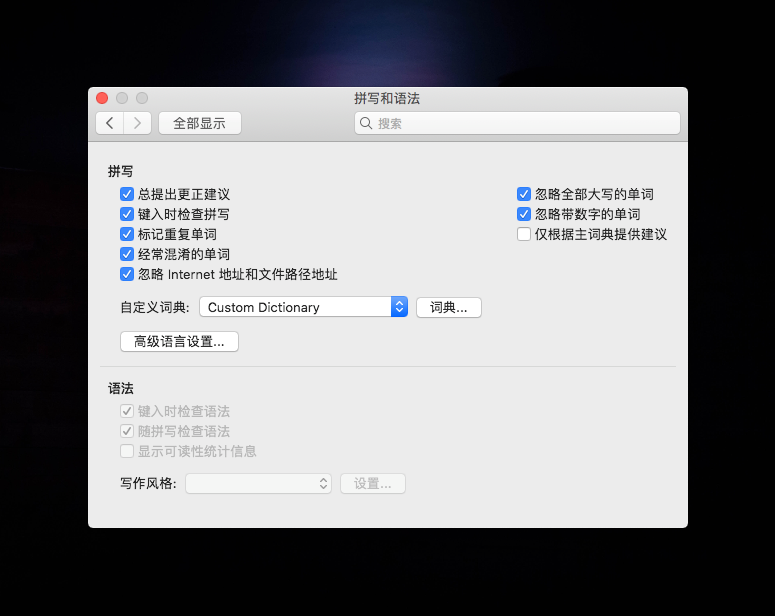 拼写和语法
全部显示
搜索
拼写
总提出更正建议
忽略全部大写的单词
键入时检查拼写
忽略带数字的单词
标记重复单词
仅根据主词典提供建议
经常混淆的单词
忽略 Internet 地址和文件路径地址
自定义词典: Custom Dictionary 词典...
高级语言设置...
语法
键入时检查语法
随拼写检查语法
显示可读性统计信息
写作风格: 设置...